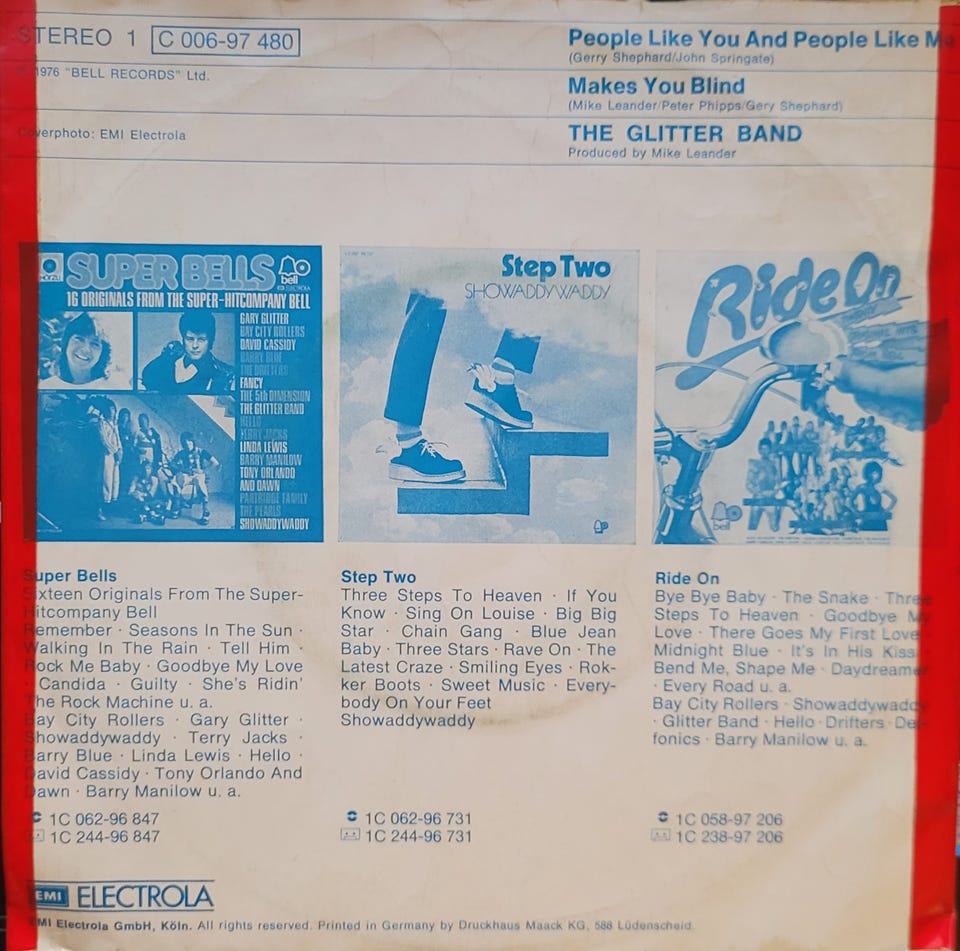 STEREO 1 C 006-97 480
1976 "BELL RECORDS" Ltd.
Coverphoto: EMI Electrola
People Like You And People Like Me
(Gerry Shephard/John Springate)
Makes You Blind
(Mike Leander/Peter Phipps/Gery Shephard)
THE GLITTER BAND
Produced by Mike Leander
SUPER BELLS
bell
16 ORIGINALS FROM THE SUPER-HITCOMPANY BELL
GARY GLITTER
BAY CITY ROLLERS
DAVID CASSIDY
BARRY BLUE
THE DRIFTERS
FANCY
THE 5th DIMENSION
THE GLITTER BAND
HELLO
TERRY JACKS
LINDA LEWIS
BARRY MANILOW
TONY ORLANDO
AND DAWN
PARTRIDGE FAMILY
THE PEARLS
SHOWADDYWADDY
Step Two
SHOWADDYWADDY
Ride On
bell
Super Bells
Sixteen Originals From The Super-
Hitcompany Bell
Remember · Seasons In The Sun ·
Walking In The Rain · Tell Him ·
Rock Me Baby · Goodbye My Love
· Candida · Guilty · She's Ridin'
The Rock Machine u. a.
Bay City Rollers · Gary Glitter ·
Showaddywaddy · Terry Jacks ·
Barry Blue · Linda Lewis · Hello ·
David Cassidy · Tony Orlando And
Dawn · Barry Manilow u. a.
1C 062-96 847
1C 244-96 847
Step Two
Three Steps To Heaven · If You
Know · Sing On Louise · Big Big
Star · Chain Gang · Blue Jean
Baby · Three Stars · Rave On · The
Latest Craze · Smiling Eyes · Rok-
ker Boots · Sweet Music · Every-
body On Your Feet
Showaddywaddy
1C 062-96 731
1C 244-96 731
Ride On
Bye Bye Baby · The Snake · Three
Steps To Heaven · Goodbye My
Love · There Goes My First Love
Midnight Blue · It's In His Kiss ·
Bend Me, Shape Me · Daydreamer
· Every Road u. a.
Bay City Rollers · Showaddywaddy
· Glitter Band · Hello · Drifters · Del-
fonics · Barry Manilow u. a.
1C 058-97 206
1C 238-97 206
EMI ELECTROLA
EMI Electrola GmbH, Köln. All rights reserved. Printed in Germany by Druckhaus Maack KG, 588 Lüdenscheid.